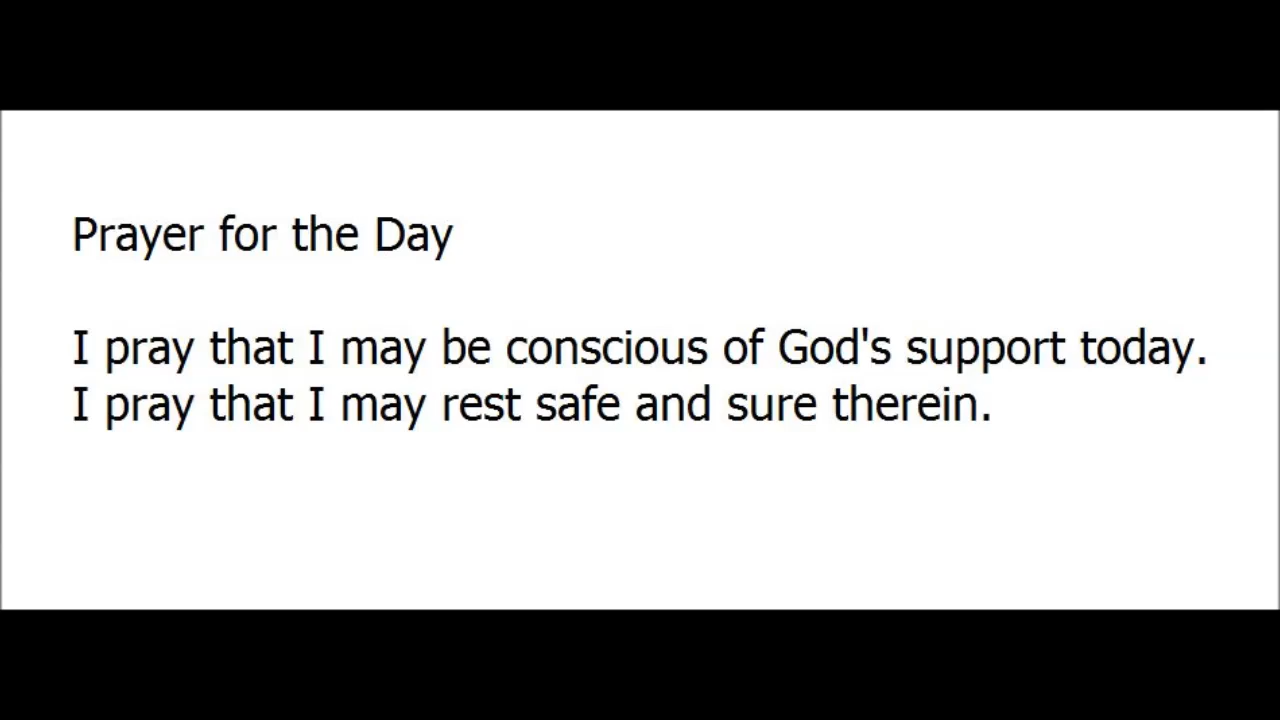 Prayer for the Day
I pray that I may be conscious of God's support today.
I pray that I may rest safe and sure therein.